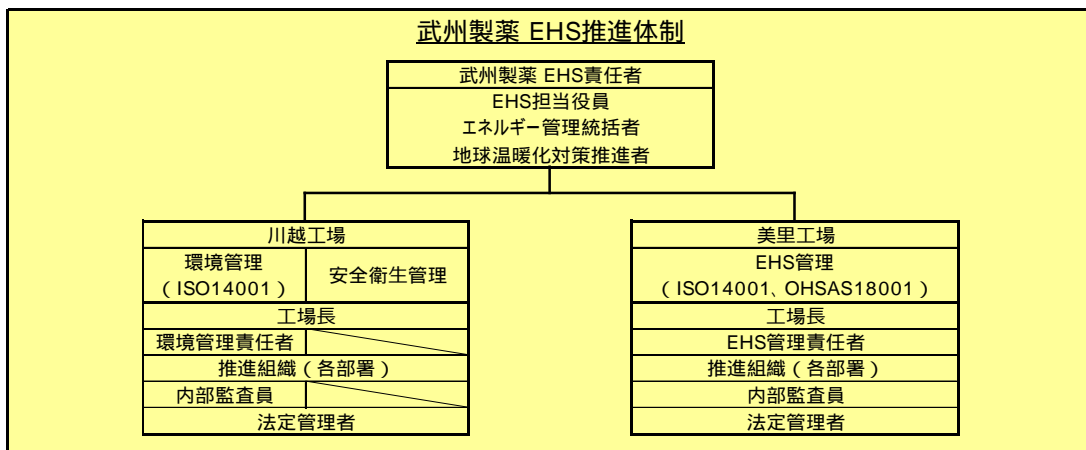 武州製薬 EHS推進体制
武州製薬 EHS責任者
EHS担当役員
エネルギー管理統括者
地球温暖化対策推進者
川越工場
環境管理
（ISO14001）
安全衛生管理
工場長
環境管理責任者
推進組織（各部署）
内部監査員
法定管理者
美里工場
EHS管理
（ISO14001、OHSAS18001）
工場長
EHS管理責任者
推進組織（各部署）
内部監査員
法定管理者